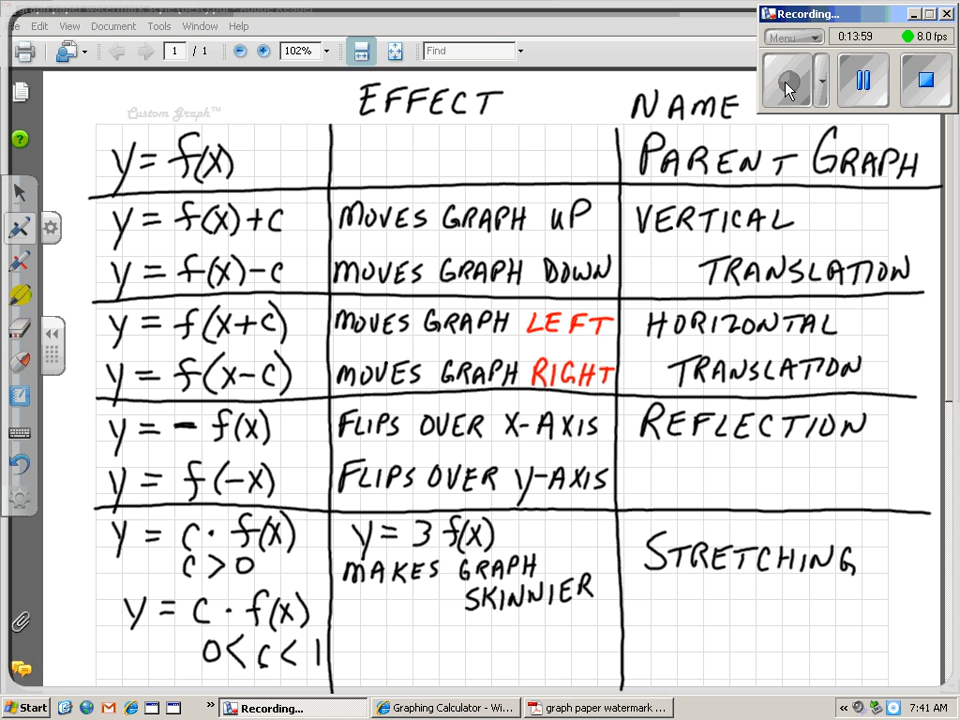 Recording...
Menu
0:13:59
8.0 fps
File Edit View Document Tools Window Help
1 / 1
102%
Find
Custom Graph™
EFFECT NAME
y = f(x) PARENT GRAPH
y = f(x)+c MOVES GRAPH UP VERTICAL
y = f(x)-c MOVES GRAPH DOWN TRANSLATION
y = f(x+c) MOVES GRAPH LEFT HORIZONTAL
y = f(x-c) MOVES GRAPH RIGHT TRANSLATION
y = - f(x) FLIPS OVER X-AXIS REFLECTION
y = f(-x) FLIPS OVER Y-AXIS
y = c · f(x) y = 3 f(x) STRETCHING
c > 0 MAKES GRAPH
SKINNIER
y = c · f(x)
0 < c < 1
Start
Recording...
Graphing Calculator - Wi...
graph paper watermark ...
7:41 AM